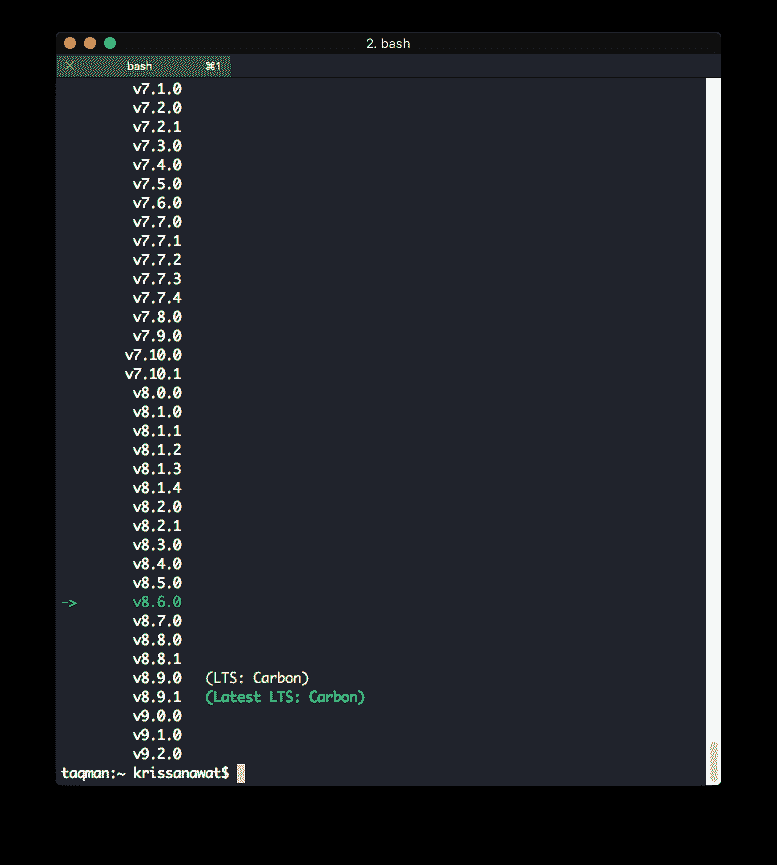 2. bash
bash ⌘1
v7.1.0
v7.2.0
v7.2.1
v7.3.0
v7.4.0
v7.5.0
v7.6.0
v7.7.0
v7.7.1
v7.7.2
v7.7.3
v7.7.4
v7.8.0
v7.9.0
v7.10.0
v7.10.1
v8.0.0
v8.1.0
v8.1.1
v8.1.2
v8.1.3
v8.1.4
v8.2.0
v8.2.1
v8.3.0
v8.4.0
v8.5.0
-> v8.6.0
v8.7.0
v8.8.0
v8.8.1
v8.9.0 (LTS: Carbon)
v8.9.1 (Latest LTS: Carbon)
v9.0.0
v9.1.0
v9.2.0
taqman:~ krissanawat$